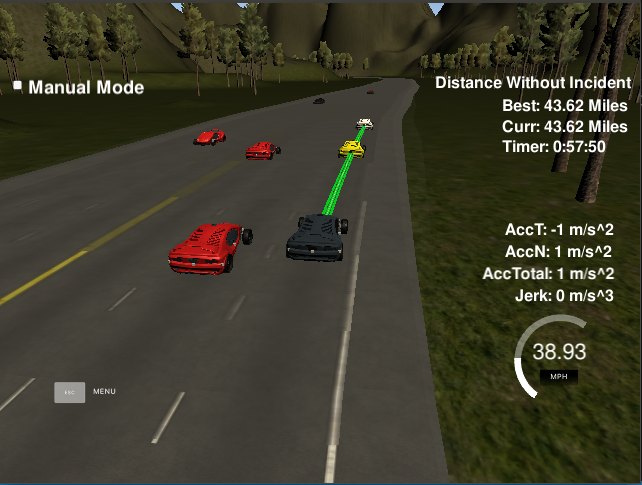 Manual Mode
Distance Without Incident
Best: 43.62 Miles
Curr: 43.62 Miles
Timer: 0:57:50
AccT: -1 m/s^2
AccN: 1 m/s^2
AccTotal: 1 m/s^2
Jerk: 0 m/s^3
38.93
MPH
ESC MENU